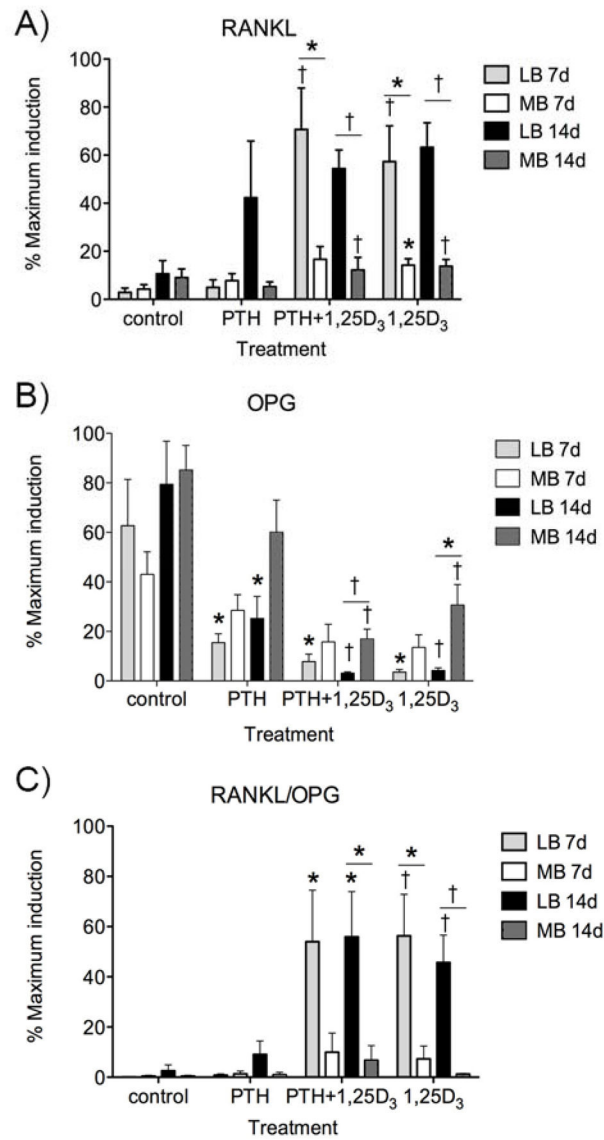 A)
RANKL
% Maximum induction
100
80
60
40
20
0
* † † * † † † * †
control PTH PTH+1,25D₃ 1,25D₃
Treatment
LB 7d
MB 7d
LB 14d
MB 14d
B)
OPG
% Maximum induction
100
80
60
40
20
0
* * * † † † * † * †
control PTH PTH+1,25D₃ 1,25D₃
Treatment
LB 7d
MB 7d
LB 14d
MB 14d
C)
RANKL/OPG
% Maximum induction
100
80
60
40
20
0
* * * * † † †
control PTH PTH+1,25D₃ 1,25D₃
Treatment
LB 7d
MB 7d
LB 14d
MB 14d